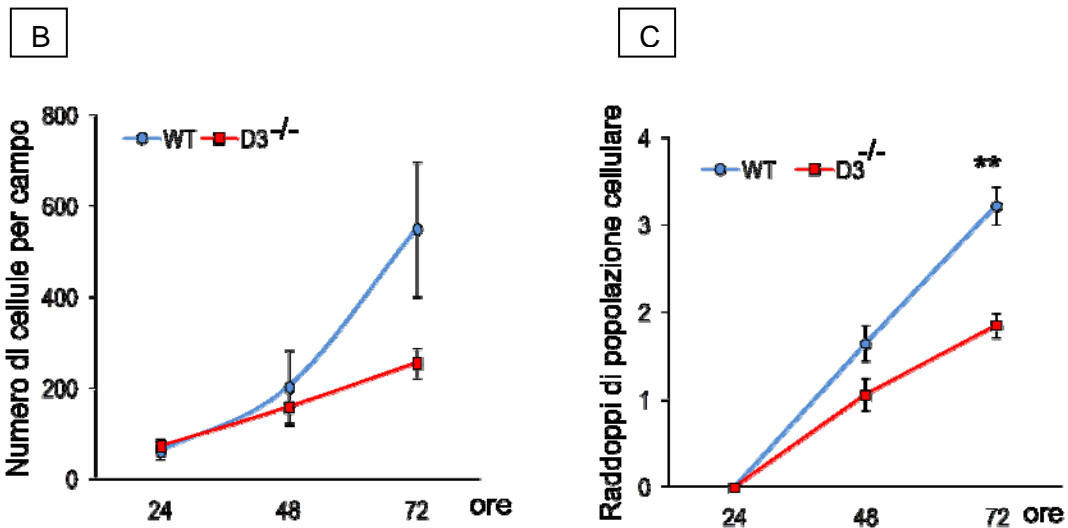 B
Numero di cellule per campo
800
600
400
200
0
WT D3-/-
24 48 72 ore
C
Raddoppi di popolazione cellulare
4
3
2
1
0
WT D3-/-
**
24 48 72 ore